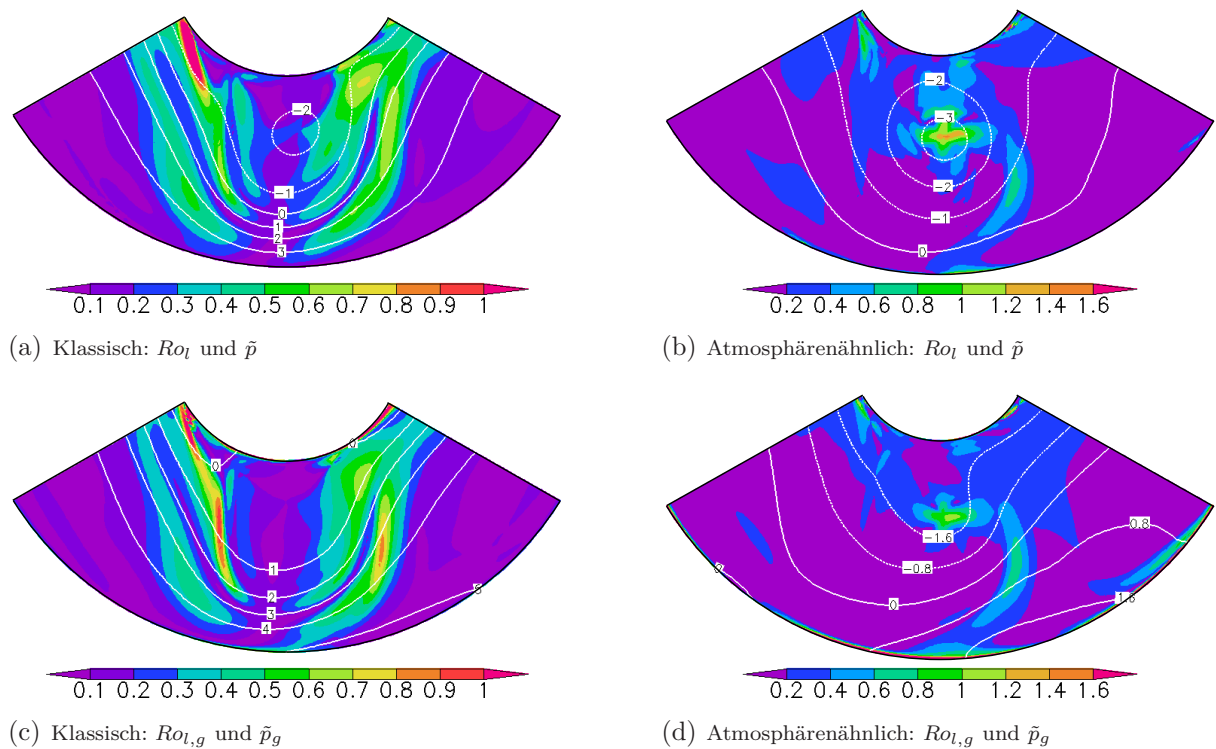 −2
−1
0
1
2
3
0.1 0.2 0.3 0.4 0.5 0.6 0.7 0.8 0.9 1
(a) Klassisch: Ro_l und p̃
−2
−3
−2
−1
0
0.2 0.4 0.6 0.8 1 1.2 1.4 1.6
(b) Atmosphärenähnlich: Ro_l und p̃
0
0
1
2
3
4
0.1 0.2 0.3 0.4 0.5 0.6 0.7 0.8 0.9 1
(c) Klassisch: Ro_{l,g} und p̃_g
0.8
−1.6
−0.8
0
0.2 0.4 0.6 0.8 1 1.2 1.4 1.6
(d) Atmosphärenähnlich: Ro_{l,g} und p̃_g